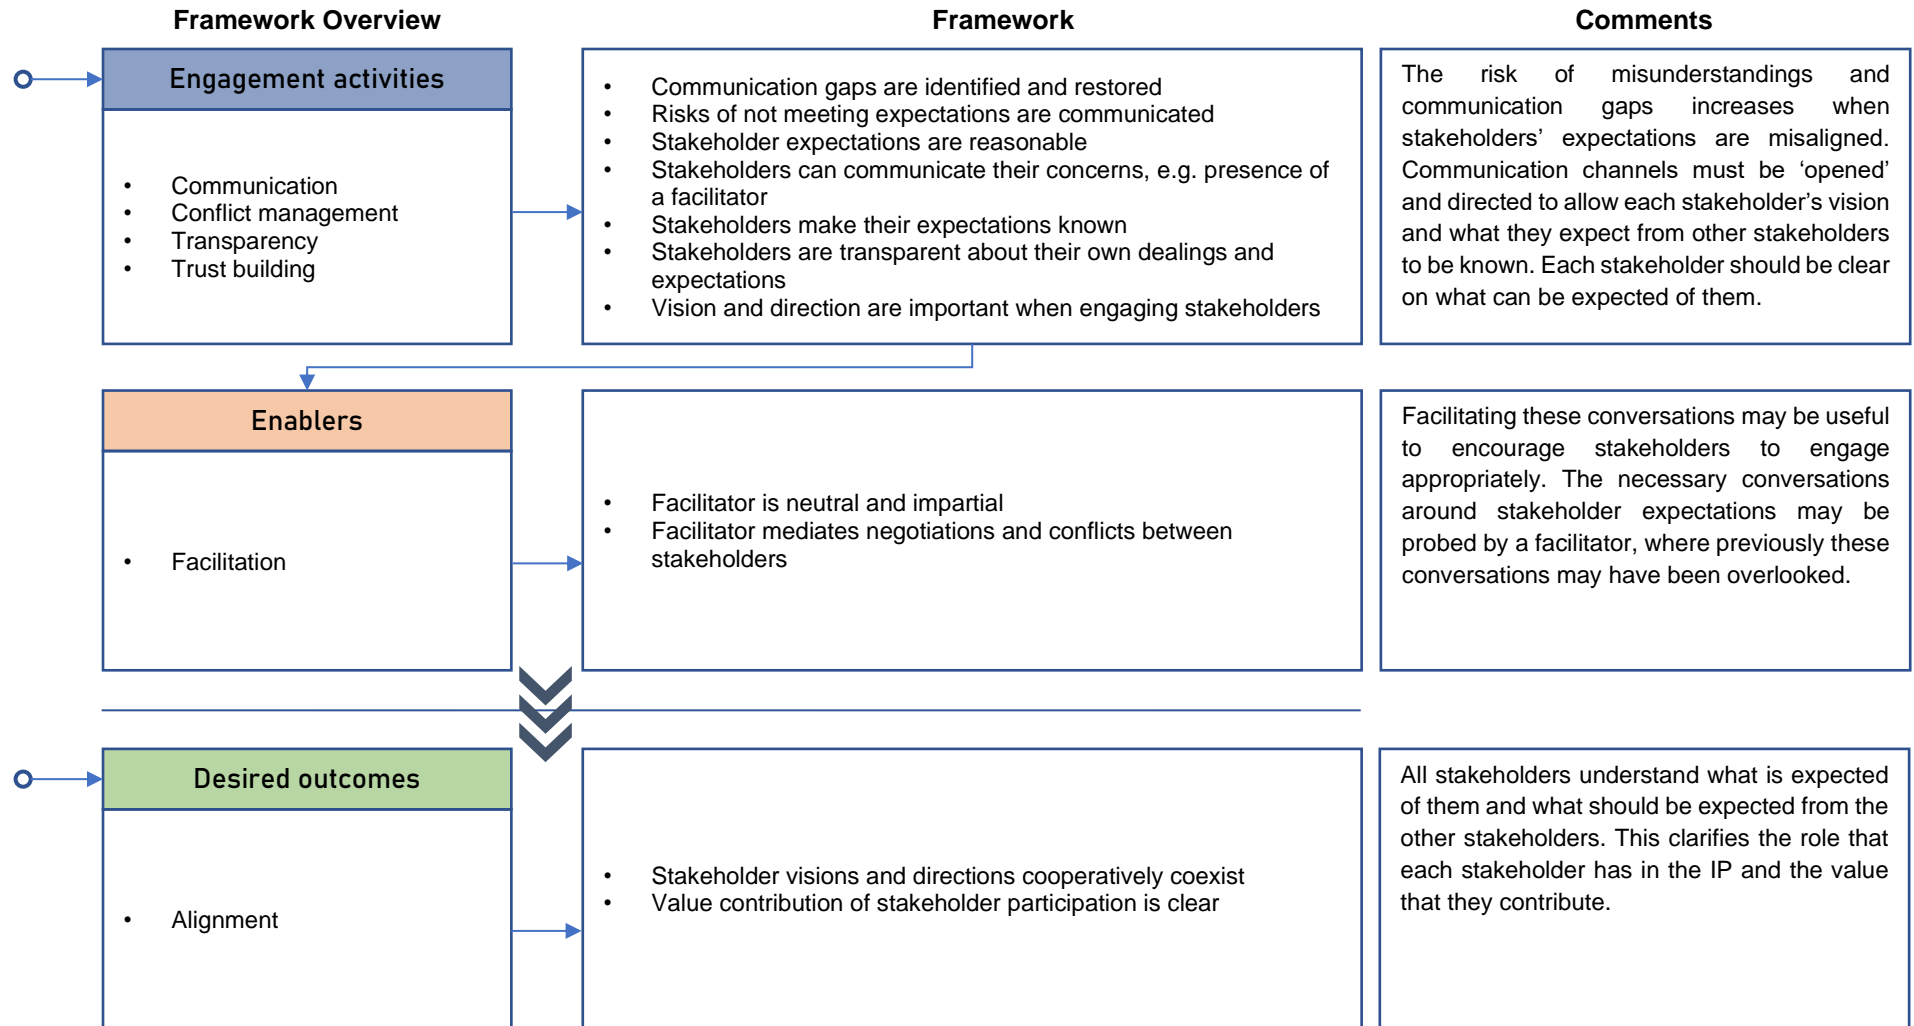 Framework Overview
Framework
Comments
Engagement activities
• Communication
• Conflict management
• Transparency
• Trust building
• Communication gaps are identified and restored
• Risks of not meeting expectations are communicated
• Stakeholder expectations are reasonable
• Stakeholders can communicate their concerns, e.g. presence of
a facilitator
• Stakeholders make their expectations known
• Stakeholders are transparent about their own dealings and
expectations
• Vision and direction are important when engaging stakeholders
The risk of misunderstandings and
communication gaps increases when
stakeholders’ expectations are misaligned.
Communication channels must be ‘opened’
and directed to allow each stakeholder’s vision
and what they expect from other stakeholders
to be known. Each stakeholder should be clear
on what can be expected of them.
Enablers
• Facilitation
• Facilitator is neutral and impartial
• Facilitator mediates negotiations and conflicts between
stakeholders
Facilitating these conversations may be useful
to encourage stakeholders to engage
appropriately. The necessary conversations
around stakeholder expectations may be
probed by a facilitator, where previously these
conversations may have been overlooked.
Desired outcomes
• Alignment
• Stakeholder visions and directions cooperatively coexist
• Value contribution of stakeholder participation is clear
All stakeholders understand what is expected
of them and what should be expected from the
other stakeholders. This clarifies the role that
each stakeholder has in the IP and the value
that they contribute.